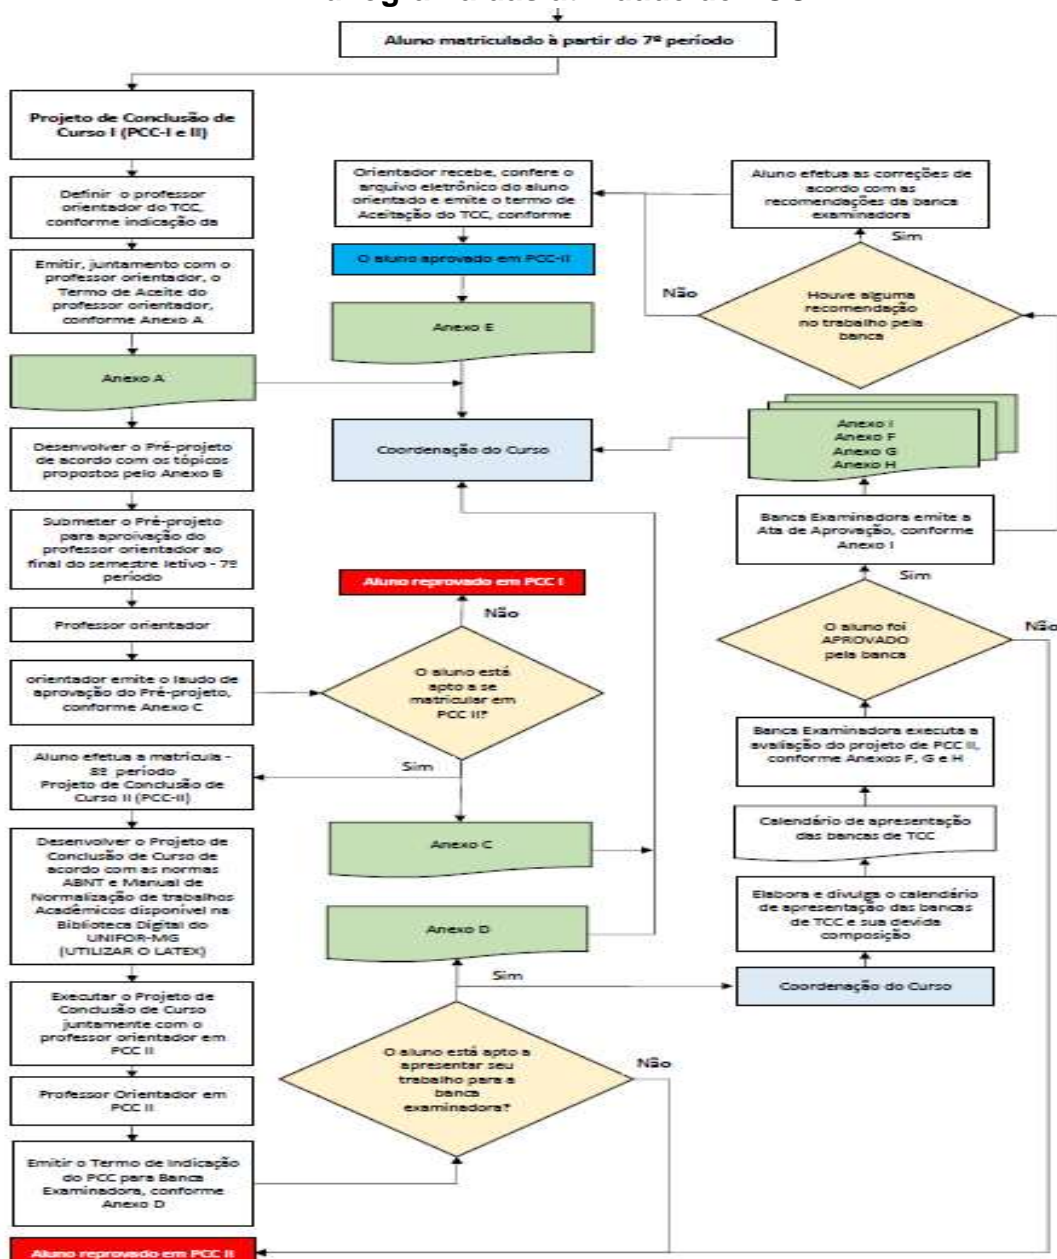 Aluno matriculado à partir do 7º período
Projeto de Conclusão de
Curso I (PCC-I e II)
Definir o professor
orientador do TCC,
conforme indicação da
Emitir, juntamento com o
professor orientador, o
Termo de Aceite do
professor orientador,
conforme Anexo A
Anexo A
Desenvolver o Pré-projeto
de acordo com os tópicos
propostos pelo Anexo B
Submeter o Pré-projeto
para aproivação do
professor orientador ao
final do semestre letivo - 7º
período
Professor orientador
orientador emite o laudo de
aprovação do Pré-projeto,
conforme Anexo C
Aluno efetua a matrícula -
8º período
Projeto de Conclusão de
Curso II (PCC-II)
Desenvolver o Projeto de
Conclusão de Curso de
acordo com as normas
ABNT e Manual de
Normalização de trabalhos
Acadêmicos disponível na
Biblioteca Digital do
UNIFOR-MG
(UTILIZAR O LATEX)
Executar o Projeto de
Conclusão de Curso
juntamente com o
professor orientador em
PCC II
Professor Orientador em
PCC II
Emitir o Termo de Indicação
do PCC para Banca
Examinadora, conforme
Anexo D
Aluno reprovado em PCC II
Orientador recebe, confere o
arquivo eletrônico do aluno
orientado e emite o termo de
Aceitação do TCC, conforme
O aluno aprovado em PCC-II
Anexo E
Coordenação do Curso
Aluno reprovado em PCC I
Não
O aluno está
apto a se
matricular em
PCC II?
Sim
Anexo C
Anexo D
Sim
O aluno está apto a
apresentar seu
trabalho para a
banca
examinadora?
Não
Aluno efetua as correções de
acordo com as
recomendações da banca
examinadora
Sim
Não
Houve alguma
recomendação
no trabalho pela
banca
Anexo I
Anexo F
Anexo G
Anexo H
Banca Examinadora emite a
Ata de Aprovação, conforme
Anexo I
Sim
Não
O aluno foi
APROVADO
pela banca
Banca Examinadora executa a
avaliação do projeto de PCC II,
conforme Anexos F, G e H
Calendário de apresentação
das bancas de TCC
Elabora e divulga o calendário
de apresentação das bancas
de TCC e sua devida
composição
Coordenação do Curso